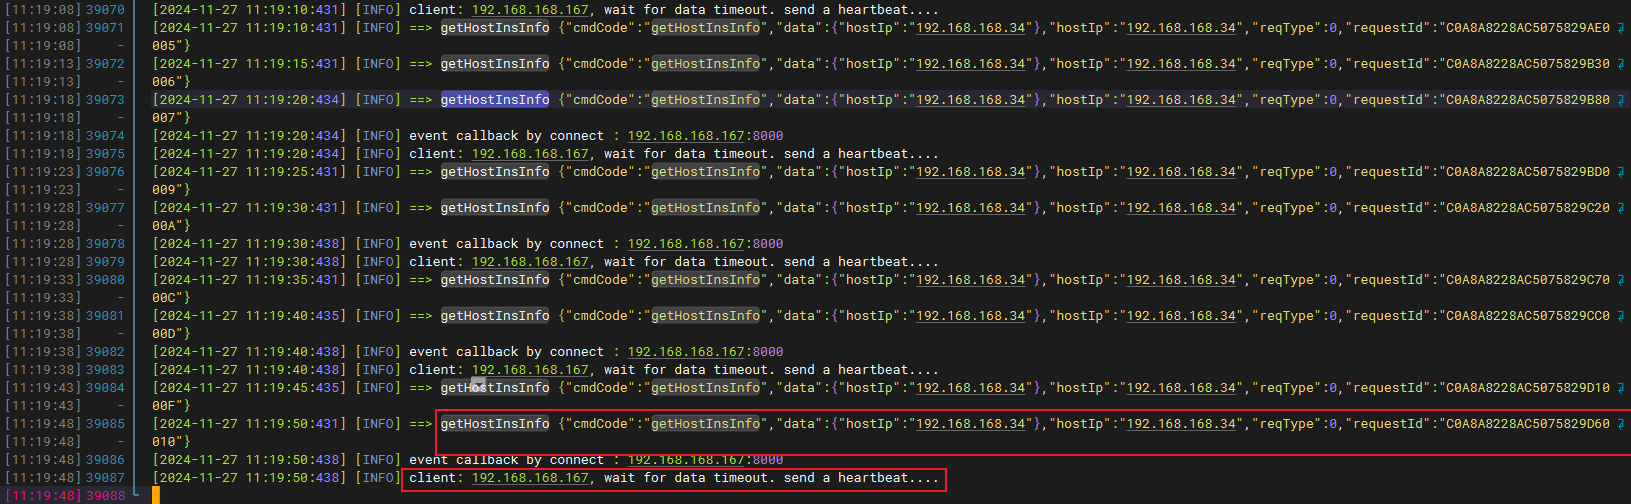 [11:19:08] 39070 [2024-11-27 11:19:10:431] [INFO] client: 192.168.168.167, wait for data timeout. send a heartbeat....
[11:19:08] 39071 [2024-11-27 11:19:10:431] [INFO] ==> getHostInsInfo {"cmdCode":"getHostInsInfo","data":{"hostIp":"192.168.168.34"},"hostIp":"192.168.168.34","reqType":0,"requestId":"C0A8A8228AC5075829AE0
[11:19:08] - 005"}
[11:19:13] 39072 [2024-11-27 11:19:15:431] [INFO] ==> getHostInsInfo {"cmdCode":"getHostInsInfo","data":{"hostIp":"192.168.168.34"},"hostIp":"192.168.168.34","reqType":0,"requestId":"C0A8A8228AC5075829B30
[11:19:13] - 006"}
[11:19:18] 39073 [2024-11-27 11:19:20:434] [INFO] ==> getHostInsInfo {"cmdCode":"getHostInsInfo","data":{"hostIp":"192.168.168.34"},"hostIp":"192.168.168.34","reqType":0,"requestId":"C0A8A8228AC5075829B80
[11:19:18] - 007"}
[11:19:18] 39074 [2024-11-27 11:19:20:434] [INFO] event callback by connect : 192.168.168.167:8000
[11:19:18] 39075 [2024-11-27 11:19:20:434] [INFO] client: 192.168.168.167, wait for data timeout. send a heartbeat....
[11:19:23] 39076 [2024-11-27 11:19:25:431] [INFO] ==> getHostInsInfo {"cmdCode":"getHostInsInfo","data":{"hostIp":"192.168.168.34"},"hostIp":"192.168.168.34","reqType":0,"requestId":"C0A8A8228AC5075829BD0
[11:19:23] - 009"}
[11:19:28] 39077 [2024-11-27 11:19:30:431] [INFO] ==> getHostInsInfo {"cmdCode":"getHostInsInfo","data":{"hostIp":"192.168.168.34"},"hostIp":"192.168.168.34","reqType":0,"requestId":"C0A8A8228AC5075829C20
[11:19:28] - 00A"}
[11:19:28] 39078 [2024-11-27 11:19:30:438] [INFO] event callback by connect : 192.168.168.167:8000
[11:19:28] 39079 [2024-11-27 11:19:30:438] [INFO] client: 192.168.168.167, wait for data timeout. send a heartbeat....
[11:19:33] 39080 [2024-11-27 11:19:35:431] [INFO] ==> getHostInsInfo {"cmdCode":"getHostInsInfo","data":{"hostIp":"192.168.168.34"},"hostIp":"192.168.168.34","reqType":0,"requestId":"C0A8A8228AC5075829C70
[11:19:33] - 00C"}
[11:19:38] 39081 [2024-11-27 11:19:40:435] [INFO] ==> getHostInsInfo {"cmdCode":"getHostInsInfo","data":{"hostIp":"192.168.168.34"},"hostIp":"192.168.168.34","reqType":0,"requestId":"C0A8A8228AC5075829CC0
[11:19:38] - 00D"}
[11:19:38] 39082 [2024-11-27 11:19:40:438] [INFO] event callback by connect : 192.168.168.167:8000
[11:19:38] 39083 [2024-11-27 11:19:40:438] [INFO] client: 192.168.168.167, wait for data timeout. send a heartbeat....
[11:19:43] 39084 [2024-11-27 11:19:45:435] [INFO] ==> getHostInsInfo {"cmdCode":"getHostInsInfo","data":{"hostIp":"192.168.168.34"},"hostIp":"192.168.168.34","reqType":0,"requestId":"C0A8A8228AC5075829D10
[11:19:43] - 00F"}
[11:19:48] 39085 [2024-11-27 11:19:50:431] [INFO] ==> getHostInsInfo {"cmdCode":"getHostInsInfo","data":{"hostIp":"192.168.168.34"},"hostIp":"192.168.168.34","reqType":0,"requestId":"C0A8A8228AC5075829D60
[11:19:48] - 010"}
[11:19:48] 39086 [2024-11-27 11:19:50:438] [INFO] event callback by connect : 192.168.168.167:8000
[11:19:48] 39087 [2024-11-27 11:19:50:438] [INFO] client: 192.168.168.167, wait for data timeout. send a heartbeat....
[11:19:48] 39088